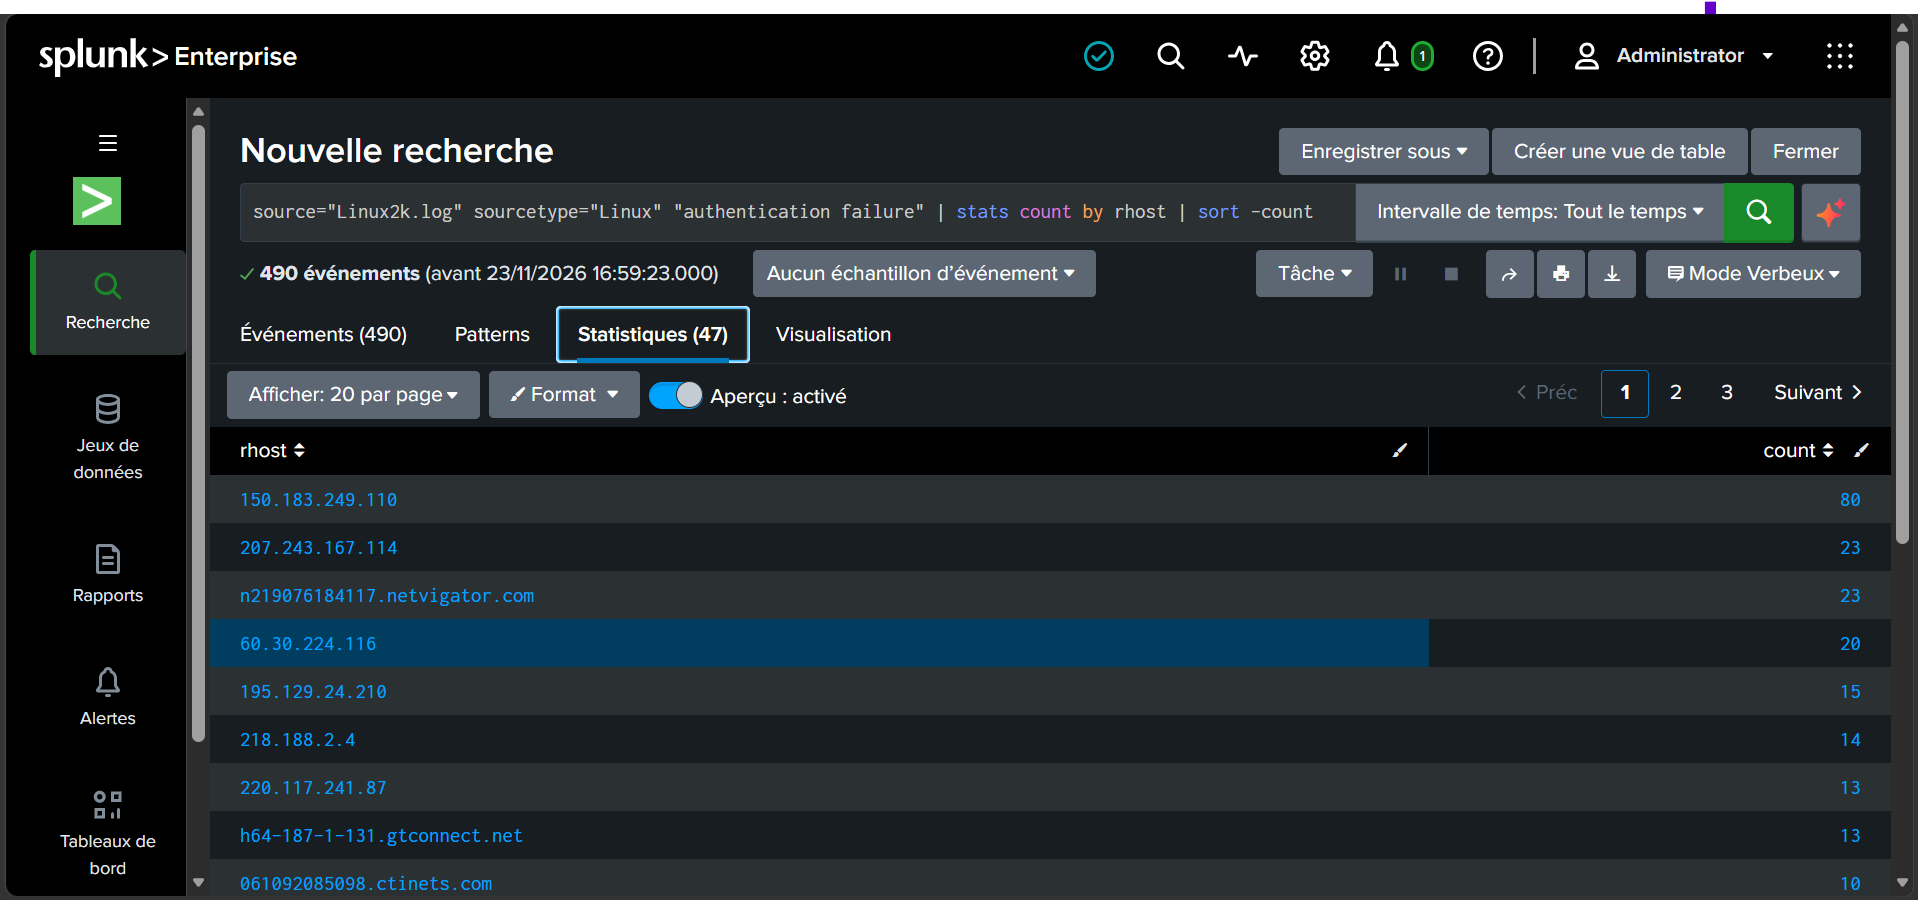 splunk> Enterprise
1
Administrator
Nouvelle recherche
Enregistrer sous
Créer une vue de table
Fermer
source="Linux2k.log" sourcetype="Linux" "authentication failure" | stats count by rhost | sort -count
Intervalle de temps: Tout le temps
490 événements (avant 23/11/2026 16:59:23.000)
Aucun échantillon d'événement
Tâche
Mode Verbeux
Événements (490)
Patterns
Statistiques (47)
Visualisation
Afficher: 20 par page
Format
Aperçu : activé
Préc
1
2
3
Suivant
rhost
count
150.183.249.110 80
207.243.167.114 23
n219076184117.netvigator.com 23
60.30.224.116 20
195.129.24.210 15
218.188.2.4 14
220.117.241.87 13
h64-187-1-131.gtconnect.net 13
061092085098.ctinets.com 10
Recherche
Jeux de
données
Rapports
Alertes
Tableaux de
bord